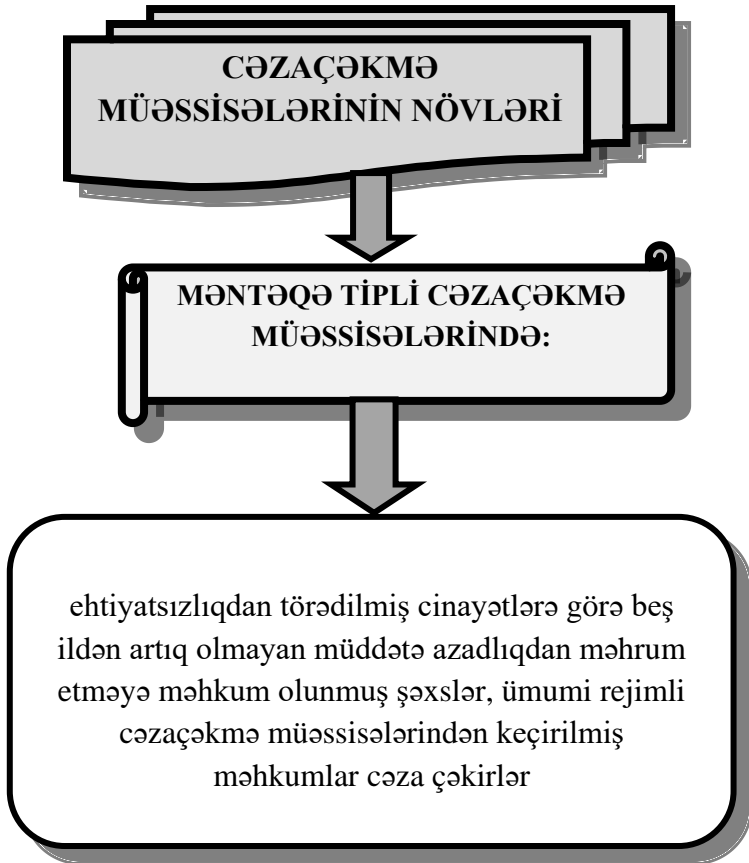 CƏZAÇƏKMƏ
MÜƏSSİSƏLƏRİNİN NÖVLƏRİ
MƏNTƏQƏ TİPLİ CƏZAÇƏKMƏ
MÜƏSSİSƏLƏRİNDƏ:
ehtiyatsızlıqdan törədilmiş cinayətlərə görə beş
ildən artıq olmayan müddətə azadlıqdan məhrum
etməyə məhkum olunmuş şəxslər, ümumi rejimli
cəzaçəkmə müəssisələrindən keçirilmiş
məhkumlar cəza çəkirlər